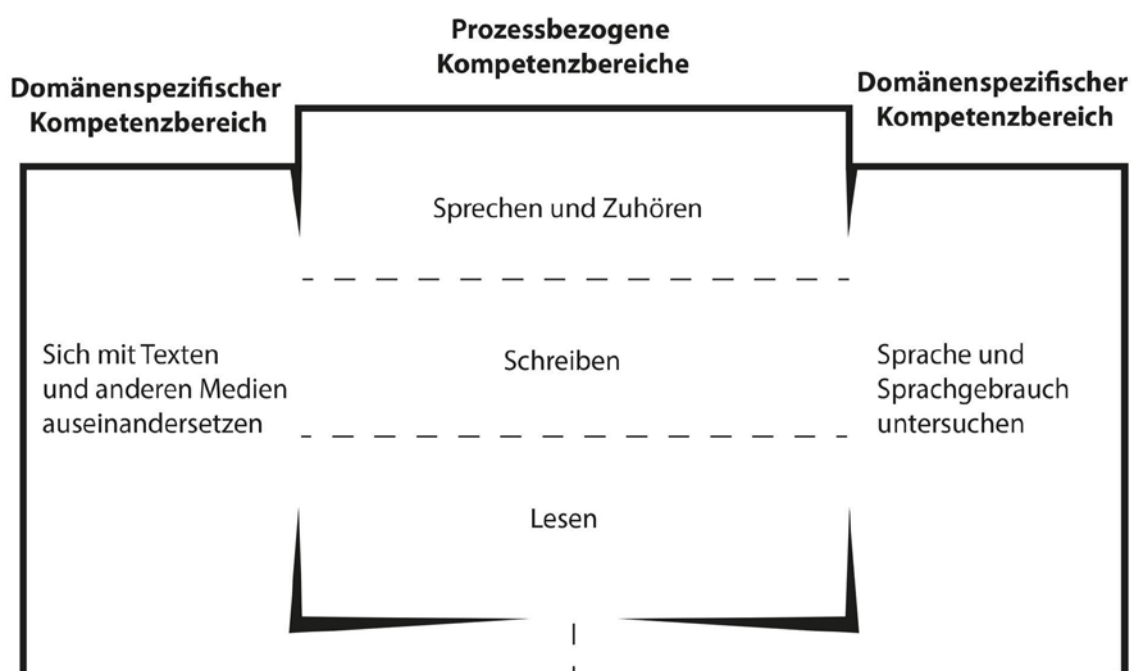 Prozessbezogene
Kompetenzbereiche
Domänenspezifischer
Kompetenzbereich
Domänenspezifischer
Kompetenzbereich
Sprechen und Zuhören
Sich mit Texten
und anderen Medien
auseinandersetzen
Schreiben
Sprache und
Sprachgebrauch
untersuchen
Lesen